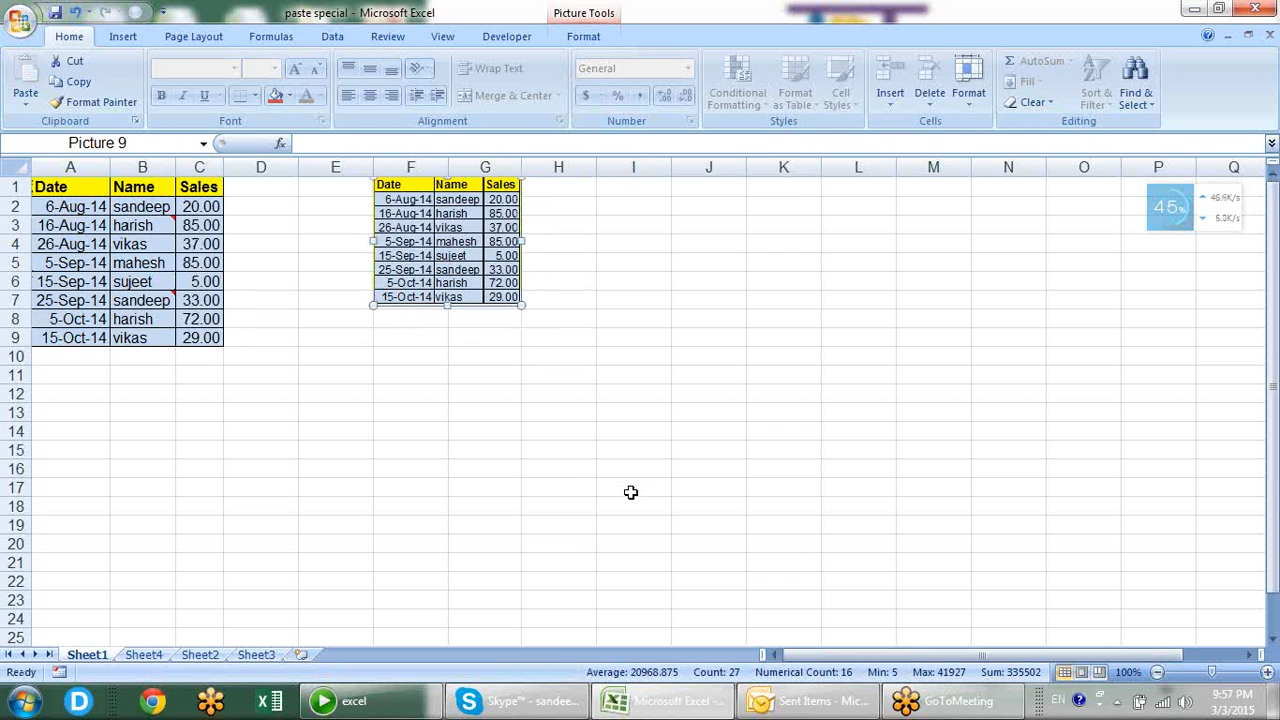 paste special - Microsoft Excel
Picture Tools
Home Insert Page Layout Formulas Data Review View Developer Format
Paste
Cut
Copy
Format Painter
Clipboard
Font
Wrap Text
Merge & Center
Alignment
General
$ % ,
Number
Conditional Formatting
Format as Table
Cell Styles
Styles
Insert
Delete
Format
Cells
AutoSum
Fill
Clear
Sort & Filter
Find & Select
Editing
Picture 9
fx
A B C D E F G H I J K L M N O P Q
1 Date Name Sales
2 6-Aug-14 sandeep 20.00
3 16-Aug-14 harish 85.00
4 26-Aug-14 vikas 37.00
5 5-Sep-14 mahesh 85.00
6 15-Sep-14 sujeet 5.00
7 25-Sep-14 sandeep 33.00
8 5-Oct-14 harish 72.00
9 15-Oct-14 vikas 29.00
10
11
12
13
14
15
16
17
18
19
20
21
22
23
24
25
Date Name Sales
6-Aug-14 sandeep 20.00
16-Aug-14 harish 85.00
26-Aug-14 vikas 37.00
5-Sep-14 mahesh 85.00
15-Sep-14 sujeet 5.00
25-Sep-14 sandeep 33.00
5-Oct-14 harish 72.00
15-Oct-14 vikas 29.00
45%
Sheet1 Sheet4 Sheet2 Sheet3
Ready
Average: 20968.875 Count: 27 Numerical Count: 16 Min: 5 Max: 41927 Sum: 335502
100%
excel
Skype™ - sandee...
Microsoft Excel -...
Sent Items - Mic...
GoToMeeting
EN
9:57 PM
3/3/2015